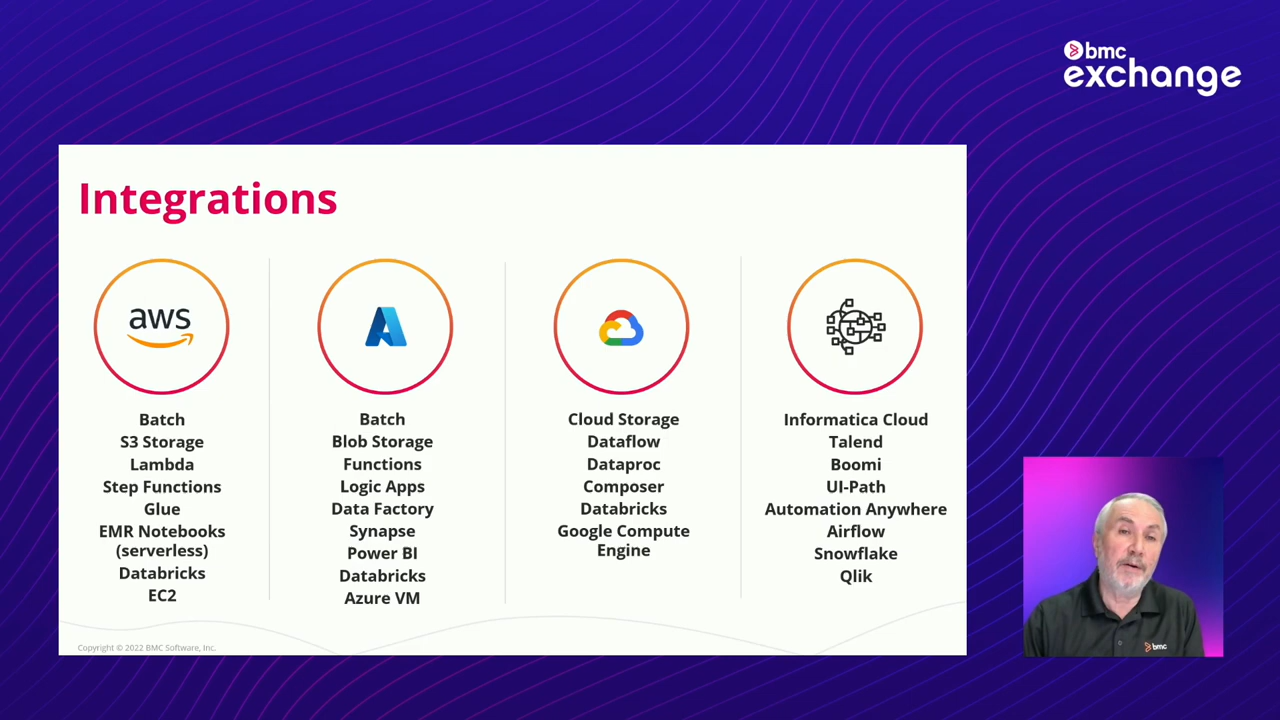 bmc
exchange
Integrations
aws
Batch
S3 Storage
Lambda
Step Functions
Glue
EMR Notebooks
(serverless)
Databricks
EC2
Batch
Blob Storage
Functions
Logic Apps
Data Factory
Synapse
Power BI
Databricks
Azure VM
Cloud Storage
Dataflow
Dataproc
Composer
Databricks
Google Compute
Engine
Informatica Cloud
Talend
Boomi
UI-Path
Automation Anywhere
Airflow
Snowflake
Qlik
Copyright © 2022 BMC Software, Inc.
bmc